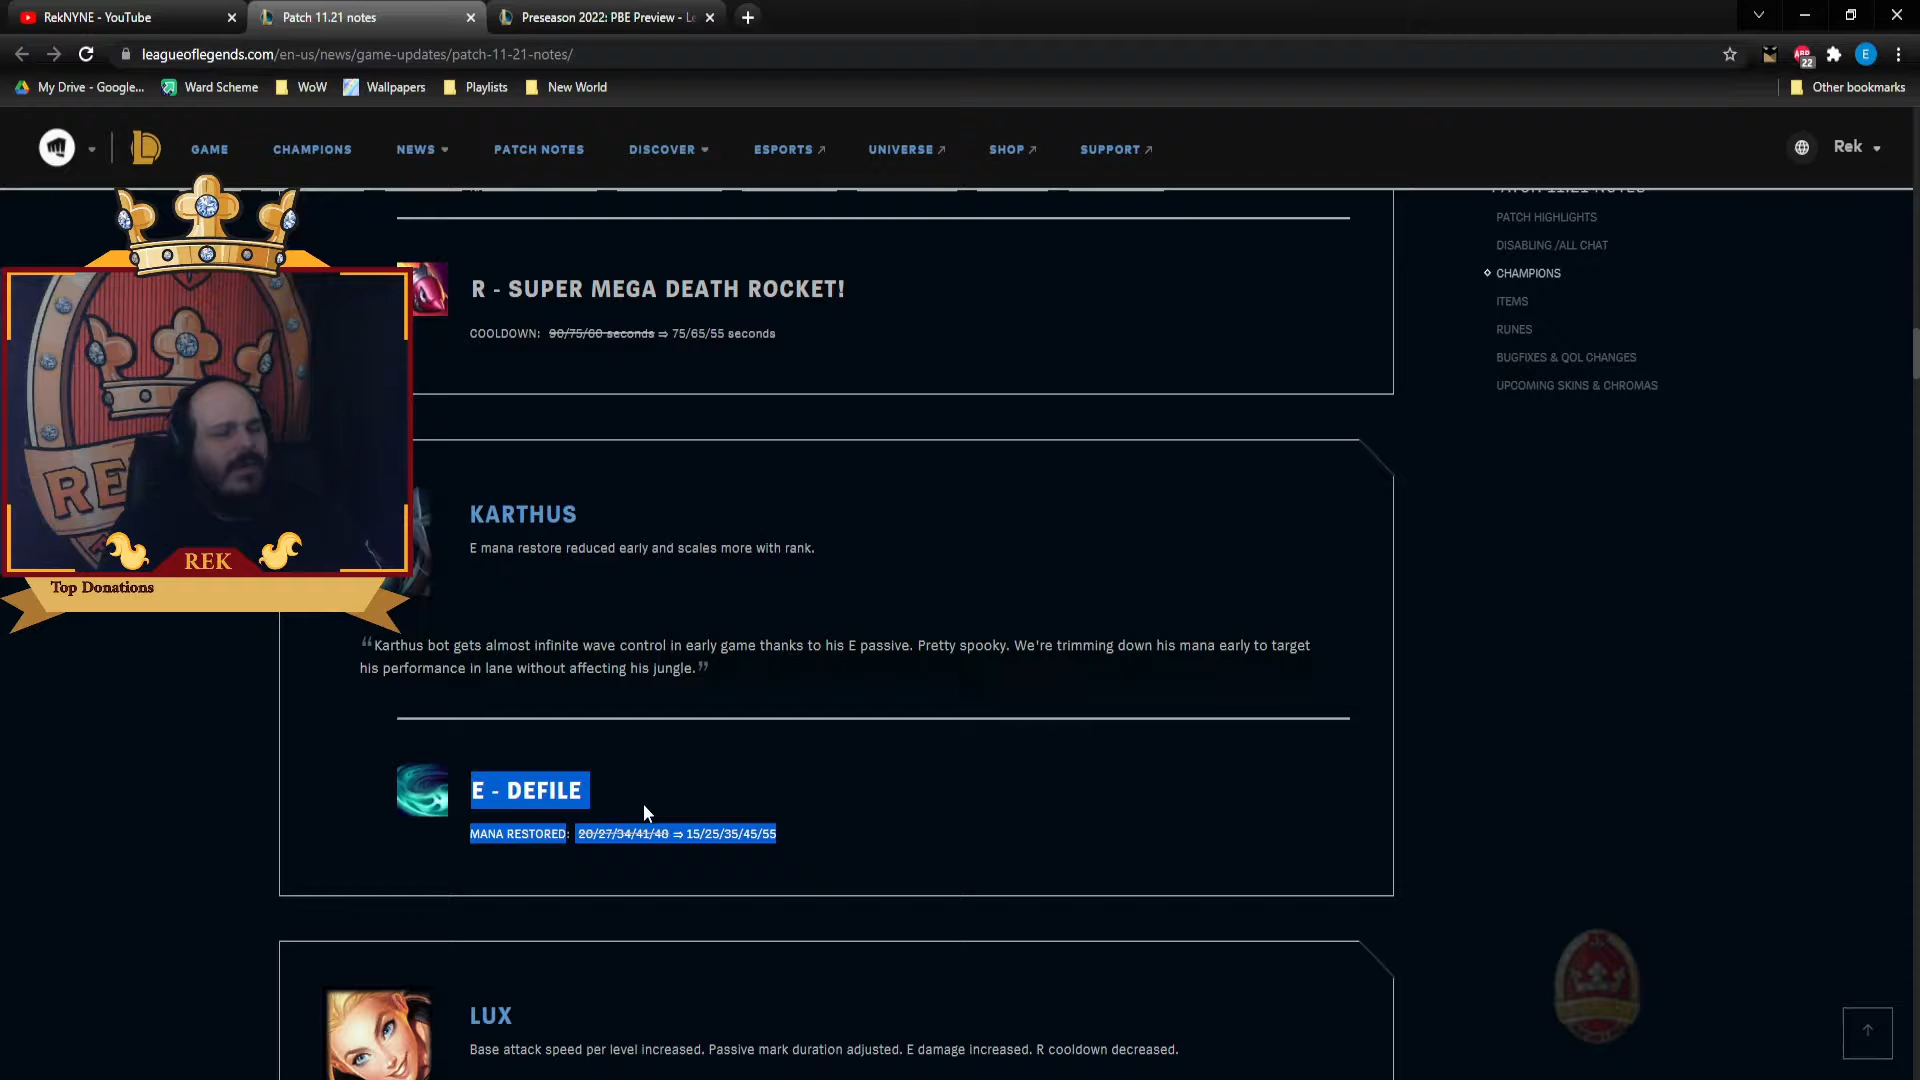 RekNYNE - YouTube
Patch 11.21 notes
Preseason 2022: PBE Preview - Le
leagueoflegends.com/en-us/news/game-updates/patch-11-21-notes/
22
E
My Drive - Google...
Ward Scheme
WoW
Wallpapers
Playlists
New World
Other bookmarks
GAME
CHAMPIONS
NEWS
PATCH NOTES
DISCOVER
ESPORTS
UNIVERSE
SHOP
SUPPORT
Rek
PATCH 11.21 NOTES
PATCH HIGHLIGHTS
DISABLING /ALL CHAT
CHAMPIONS
ITEMS
RUNES
BUGFIXES & QOL CHANGES
UPCOMING SKINS & CHROMAS
R - SUPER MEGA DEATH ROCKET!
COOLDOWN: 90/75/60 seconds ⇒ 75/65/55 seconds
REK
Top Donations
KARTHUS
E mana restore reduced early and scales more with rank.
“Karthus bot gets almost infinite wave control in early game thanks to his E passive. Pretty spooky. We're trimming down his mana early to target
his performance in lane without affecting his jungle.”
E - DEFILE
MANA RESTORED: 20/27/34/41/48 ⇒ 15/25/35/45/55
LUX
Base attack speed per level increased. Passive mark duration adjusted. E damage increased. R cooldown decreased.